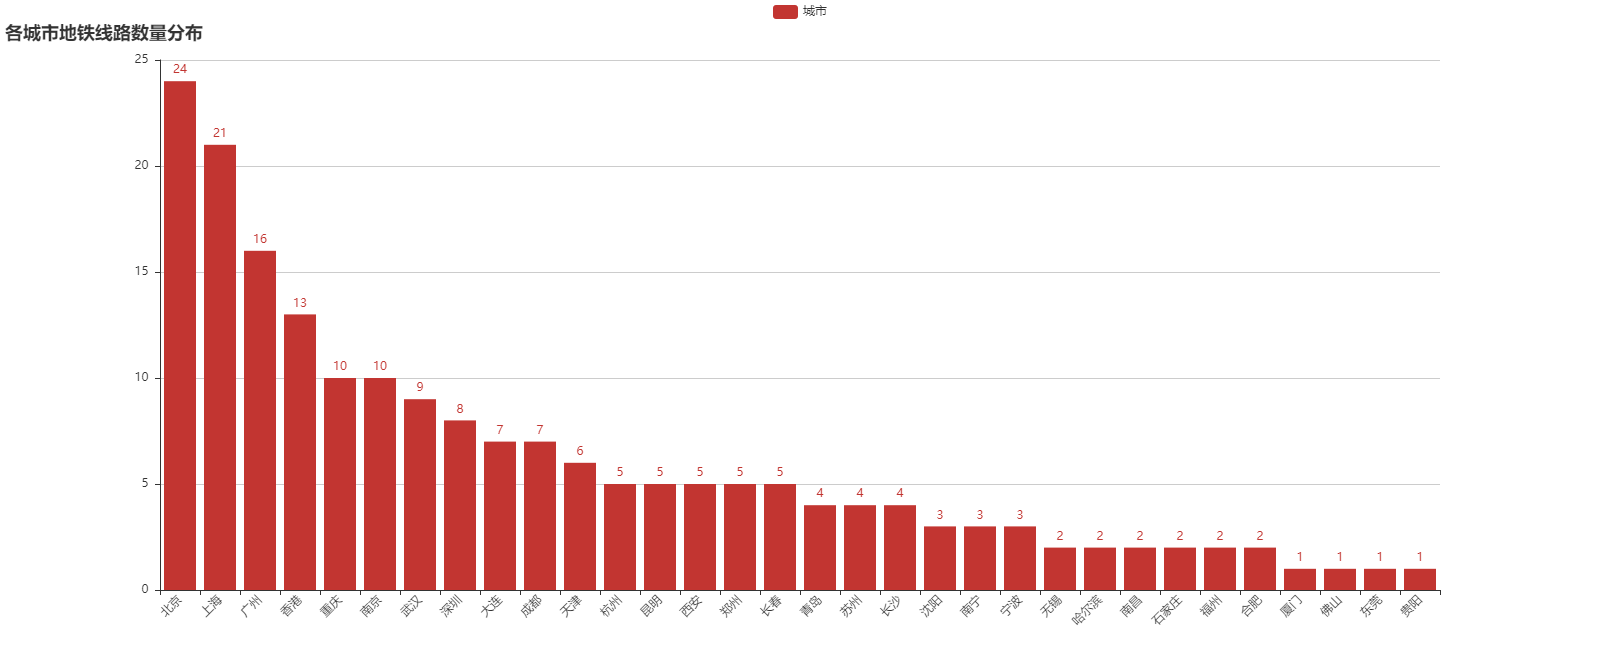 城市
各城市地铁线路数量分布
25
20
15
10
5
0
24
21
16
13
10
10
9
8
7
7
6
5
5
5
5
5
4
4
4
3
3
3
2
2
2
2
2
2
1
1
1
1
北京
上海
广州
香港
重庆
南京
武汉
深圳
大连
成都
天津
杭州
昆明
西安
郑州
长春
青岛
苏州
长沙
沈阳
南宁
宁波
无锡
哈尔滨
南昌
石家庄
福州
合肥
厦门
佛山
东莞
贵阳